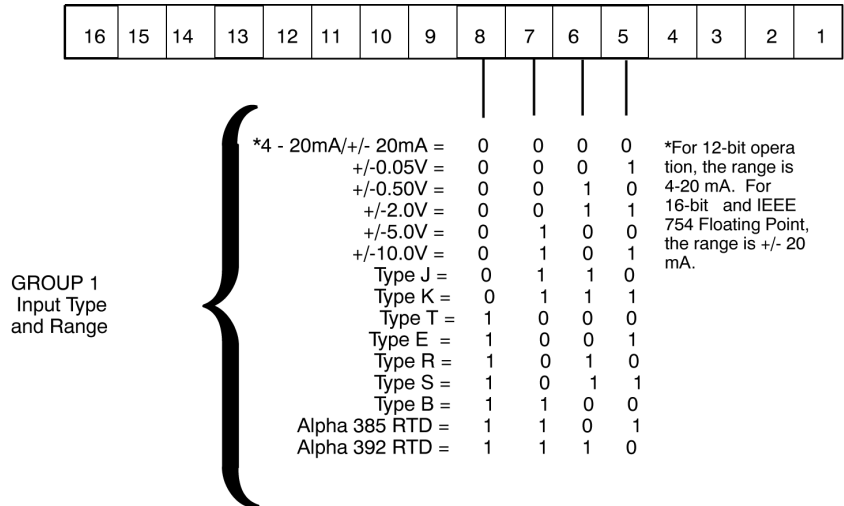 16 15 14 13 12 11 10 9 8 7 6 5 4 3 2 1
*4 - 20mA/+/- 20mA = 0 0 0 0
+/-0.05V = 0 0 0 1
+/-0.50V = 0 0 1 0
+/-2.0V = 0 0 1 1
+/-5.0V = 0 1 0 0
+/-10.0V = 0 1 0 1
Type J = 0 1 1 0
Type K = 0 1 1 1
Type T = 1 0 0 0
Type E = 1 0 0 1
Type R = 1 0 1 0
Type S = 1 0 1 1
Type B = 1 1 0 0
Alpha 385 RTD = 1 1 0 1
Alpha 392 RTD = 1 1 1 0
*For 12-bit opera
tion, the range is
4-20 mA. For
16-bit and IEEE
754 Floating Point,
the range is +/- 20
mA.
GROUP 1
Input Type
and Range